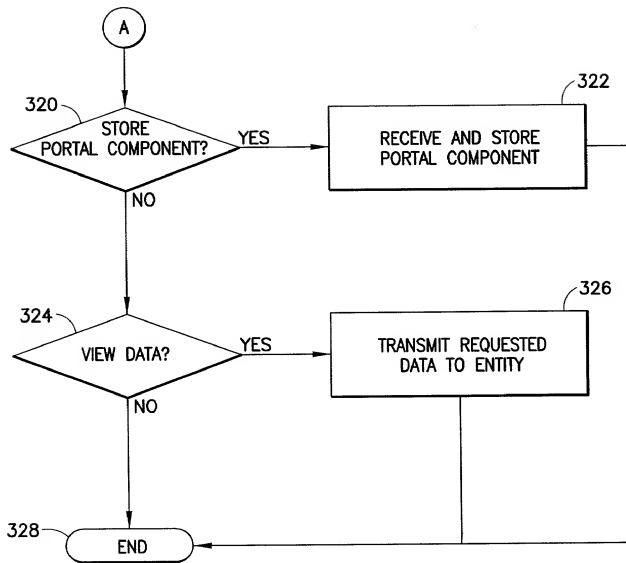 A
320
STORE
PORTAL COMPONENT?
YES
322
RECEIVE AND STORE
PORTAL COMPONENT
NO
324
VIEW DATA?
YES
326
TRANSMIT REQUESTED
DATA TO ENTITY
NO
328
END